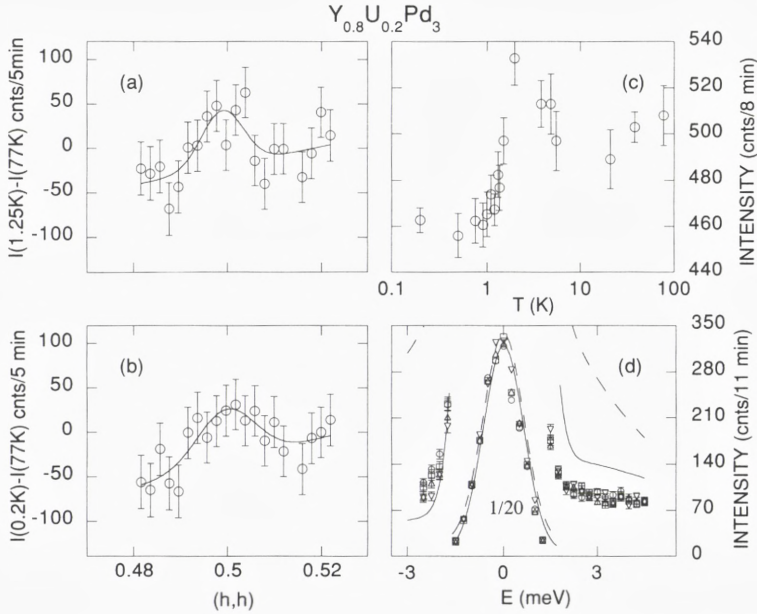 Y0.8U0.2Pd3
I(1.25K)-I(77K) cnts/5min
100
50
0
-50
-100
(a)
(c)
540
520
500
480
460
440
INTENSITY (cnts/8 min)
0.1
1
10
100
T (K)
I(0.2K)-I(77K) cnts/5 min
100
50
0
-50
-100
(b)
0.48
0.5
0.52
(h,h)
(d)
1/20
350
280
210
140
70
0
INTENSITY (cnts/11 min)
-3
0
3
E (meV)